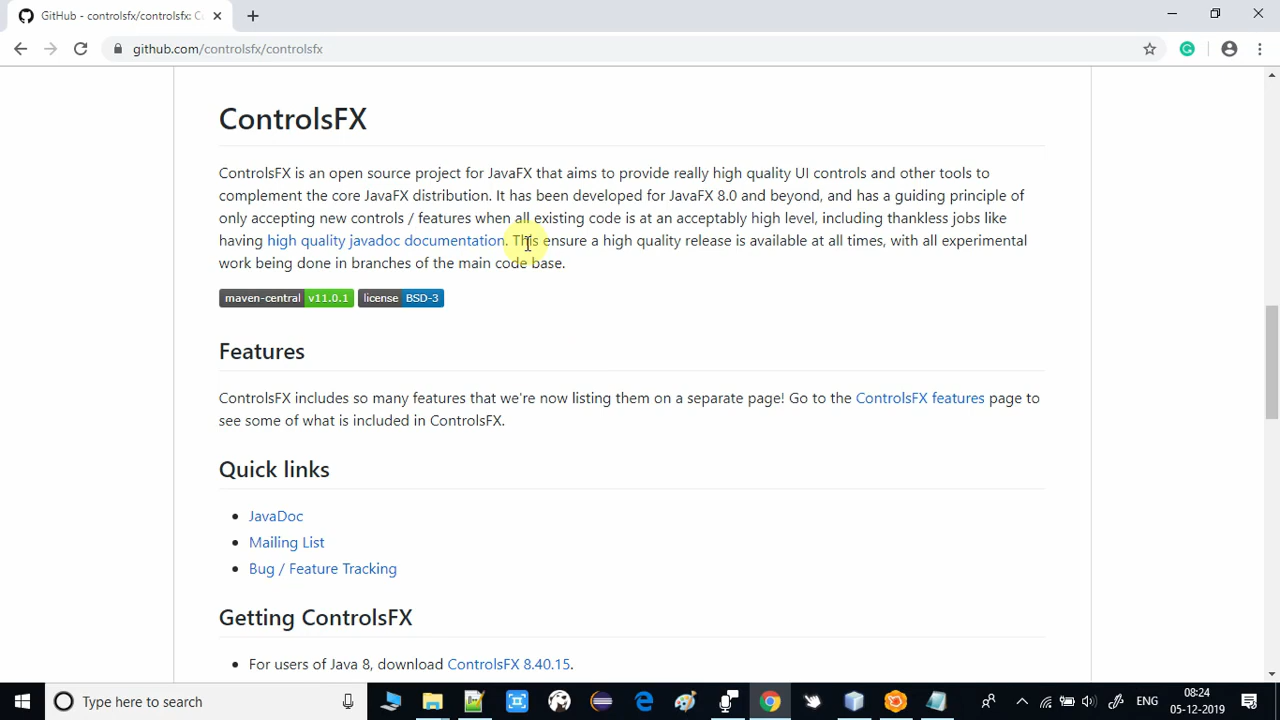 GitHub - controlsfx/controlsfx: C
github.com/controlsfx/controlsfx
ControlsFX
ControlsFX is an open source project for JavaFX that aims to provide really high quality UI controls and other tools to
complement the core JavaFX distribution. It has been developed for JavaFX 8.0 and beyond, and has a guiding principle of
only accepting new controls / features when all existing code is at an acceptably high level, including thankless jobs like
having high quality javadoc documentation. This ensure a high quality release is available at all times, with all experimental
work being done in branches of the main code base.
maven-central v11.0.1 license BSD-3
Features
ControlsFX includes so many features that we're now listing them on a separate page! Go to the ControlsFX features page to
see some of what is included in ControlsFX.
Quick links
JavaDoc
Mailing List
Bug / Feature Tracking
Getting ControlsFX
For users of Java 8, download ControlsFX 8.40.15.
Type here to search
ENG
08:24
05-12-2019